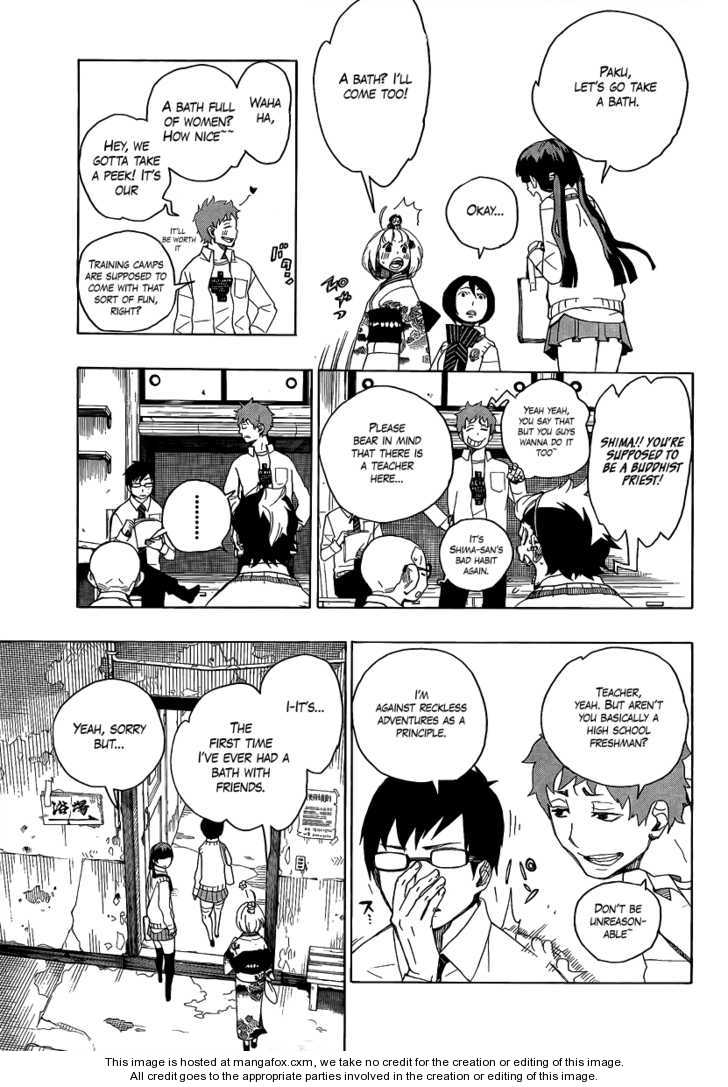 PAKU,
LET'S GO TAKE
A BATH.
OKAY...
A BATH? I'LL
COME TOO!
WAHA
HA,
A BATH FULL
OF WOMEN?
HOW NICE~~
HEY, WE
GOTTA TAKE
A PEEK! IT'S
OUR
IT'LL
BE WORTH
IT
TRAINING CAMPS
ARE SUPPOSED TO
COME WITH THAT
SORT OF FUN,
RIGHT?
SHIMA!! YOU'RE
SUPPOSED TO
BE A BUDDHIST
PRIEST!
YEAH YEAH,
YOU SAY THAT
BUT YOU GUYS
WANNA DO IT
TOO~
IT'S
SHIMA-SAN'S
BAD HABIT
AGAIN.
PLEASE
BEAR IN MIND
THAT THERE IS
A TEACHER
HERE...
........
TEACHER,
YEAH. BUT AREN'T
YOU BASICALLY A
HIGH SCHOOL
FRESHMAN?
DON'T BE
UNREASON-
ABLE~
I'M
AGAINST RECKLESS
ADVENTURES AS A
PRINCIPLE.
ス…
I-IT'S...
THE
FIRST TIME
I'VE EVER HAD A
BATH WITH
FRIENDS.
YEAH, SORRY
BUT...
浴場
This image is hosted at mangafox.cxm, we take no credit for the creation or editing of this image.
All credit goes to the appropriate parties involved in the creation or editing of this image.